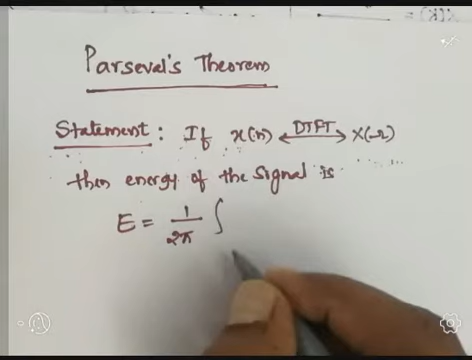 Parseval's Theorem
Statement : If x(n) <-DTFT-> X(Ω)
then energy of the signal is
E = 1/2π ∫